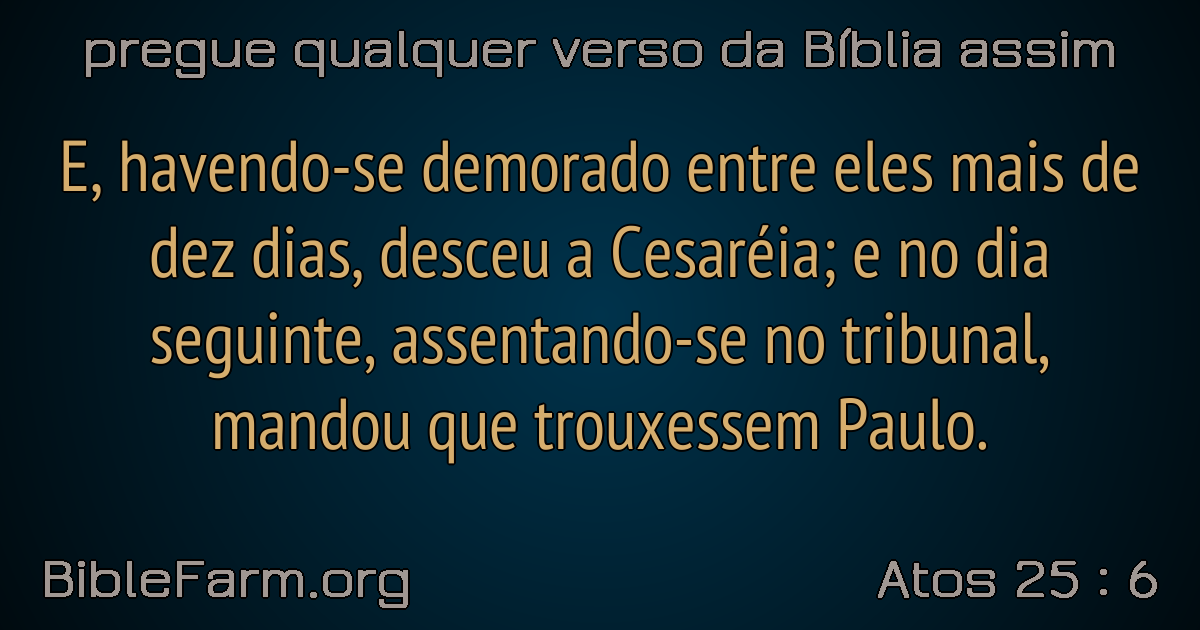 pregue qualquer verso da Bíblia assim
E, havendo-se demorado entre eles mais de
dez dias, desceu a Cesaréia; e no dia
seguinte, assentando-se no tribunal,
mandou que trouxessem Paulo.
BibleFarm.org
Atos 25 : 6